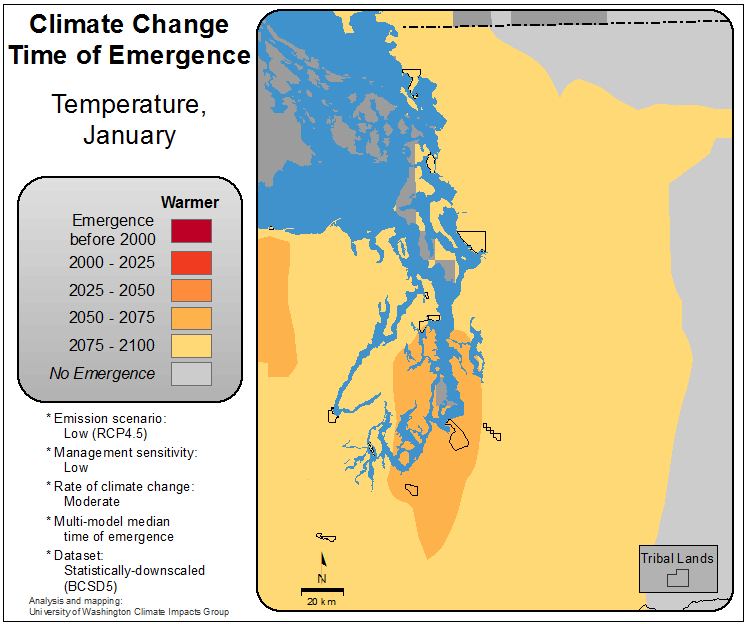 Climate Change
Time of Emergence
Temperature,
January
Warmer
Emergence
before 2000
2000 - 2025
2025 - 2050
2050 - 2075
2075 - 2100
No Emergence
* Emission scenario:
Low (RCP4.5)
* Management sensitivity:
Low
* Rate of climate change:
Moderate
* Multi-model median
time of emergence
* Dataset:
Statistically-downscaled
(BCSD5)
Analysis and mapping:
University of Washington Climate Impacts Group
N
20 km
Tribal Lands